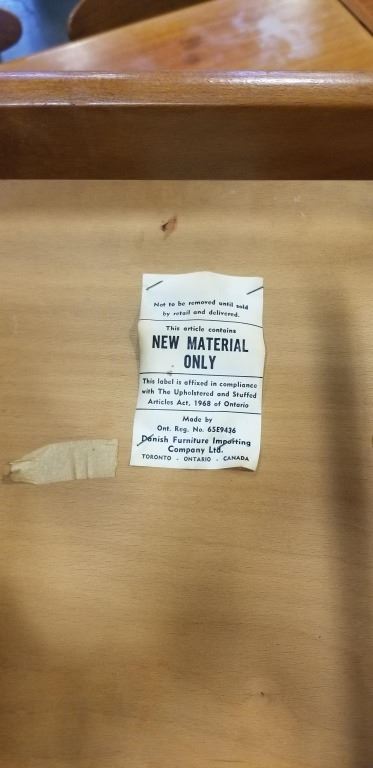 Not to be removed until sold
by retail and delivered.
This article contains
NEW MATERIAL
ONLY
This label is affixed in compliance
with The Upholstered and Stuffed
Articles Act, 1968 of Ontario
Made by
Ont. Reg. No. 65E9436
Danish Furniture Importing
Company Ltd.
TORONTO - ONTARIO - CANADA